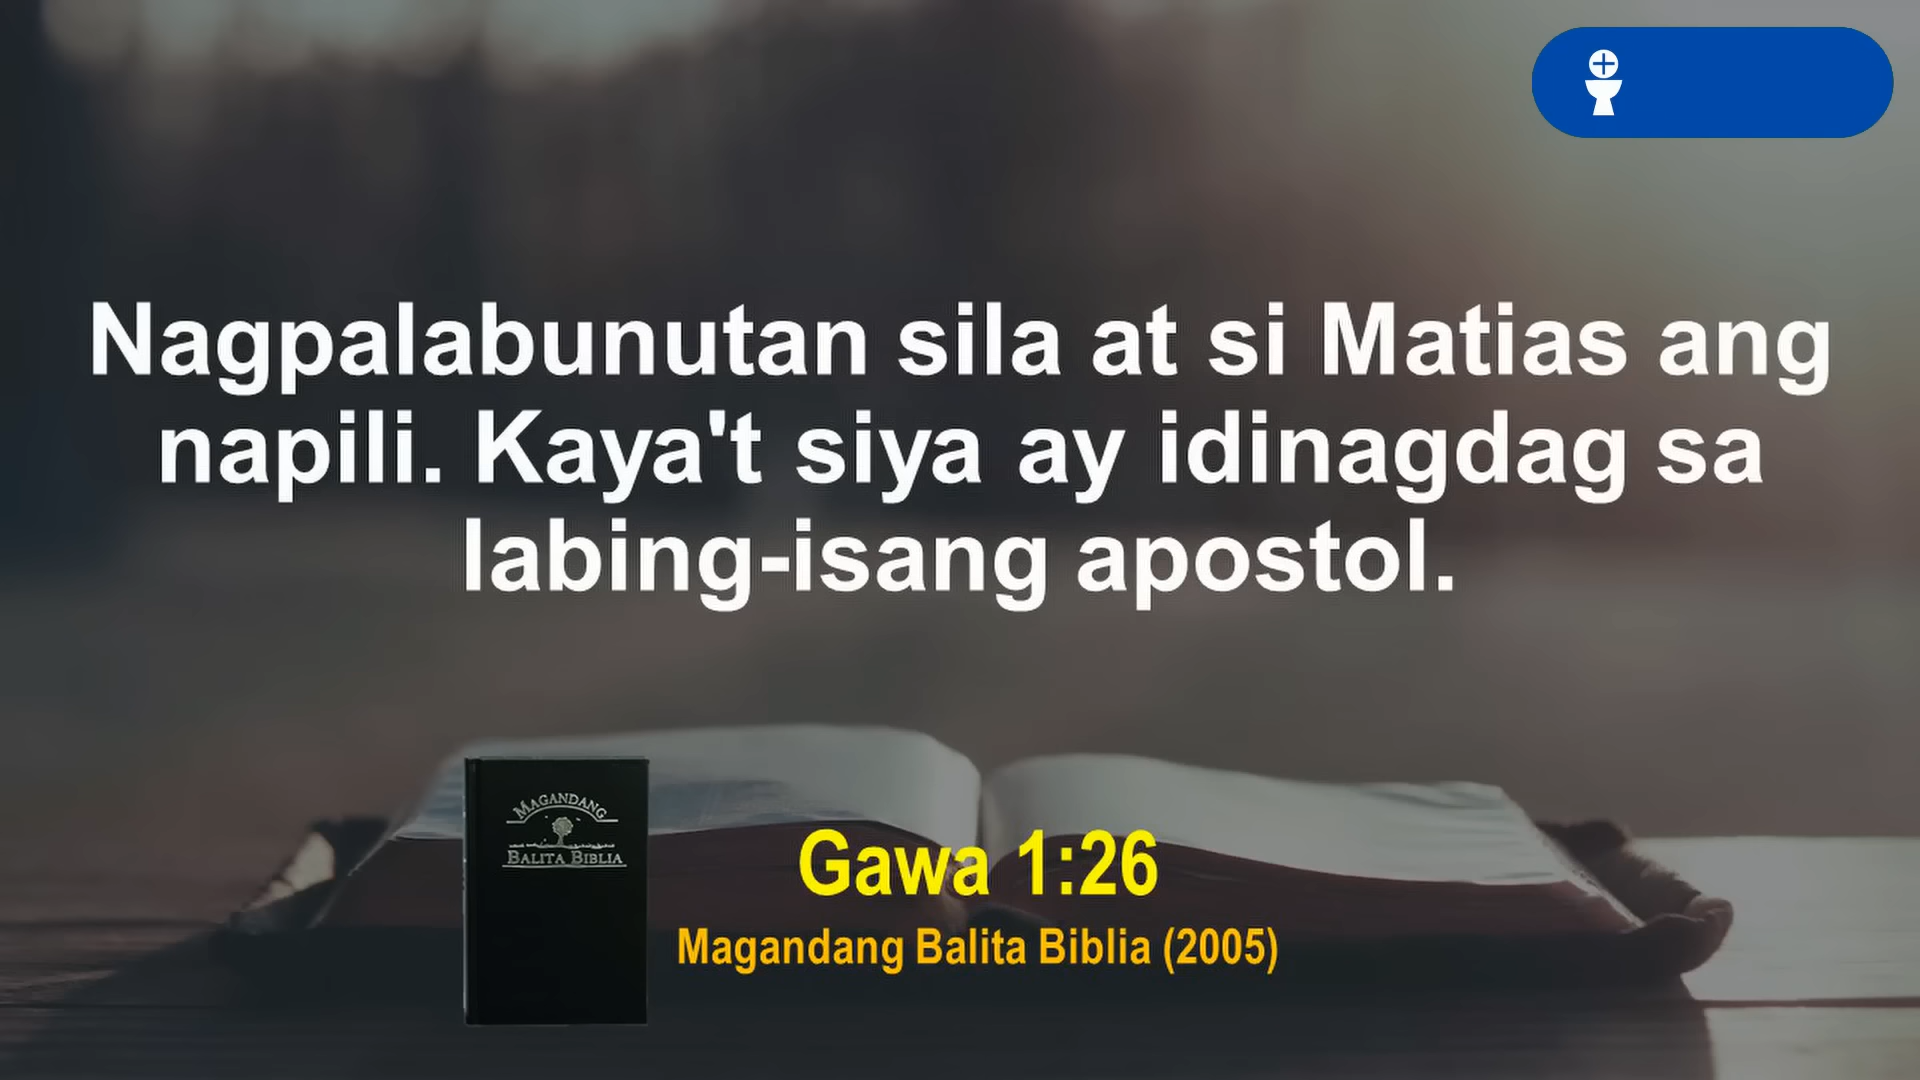 Nagpalabunutan sila at si Matias ang
napili. Kaya't siya ay idinagdag sa
labing-isang apostol.
MAGANDANG
BALITA BIBLIA
Gawa 1:26
Magandang Balita Biblia (2005)